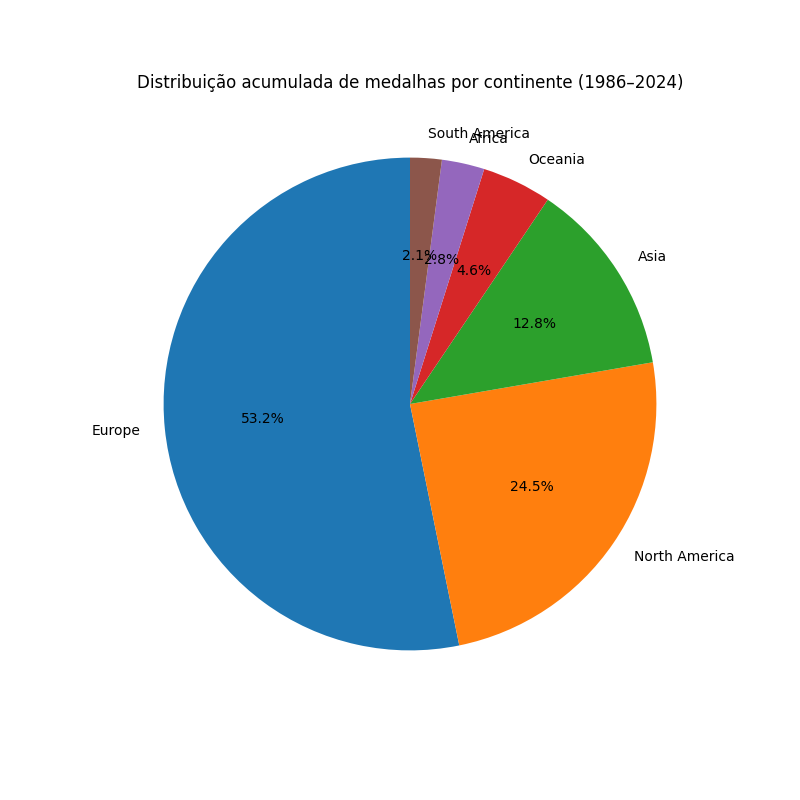 Distribuição acumulada de medalhas por continente (1986–2024)
South America
Africa
Oceania
Asia
North America
Europe
2.1%
2.8%
4.6%
12.8%
24.5%
53.2%